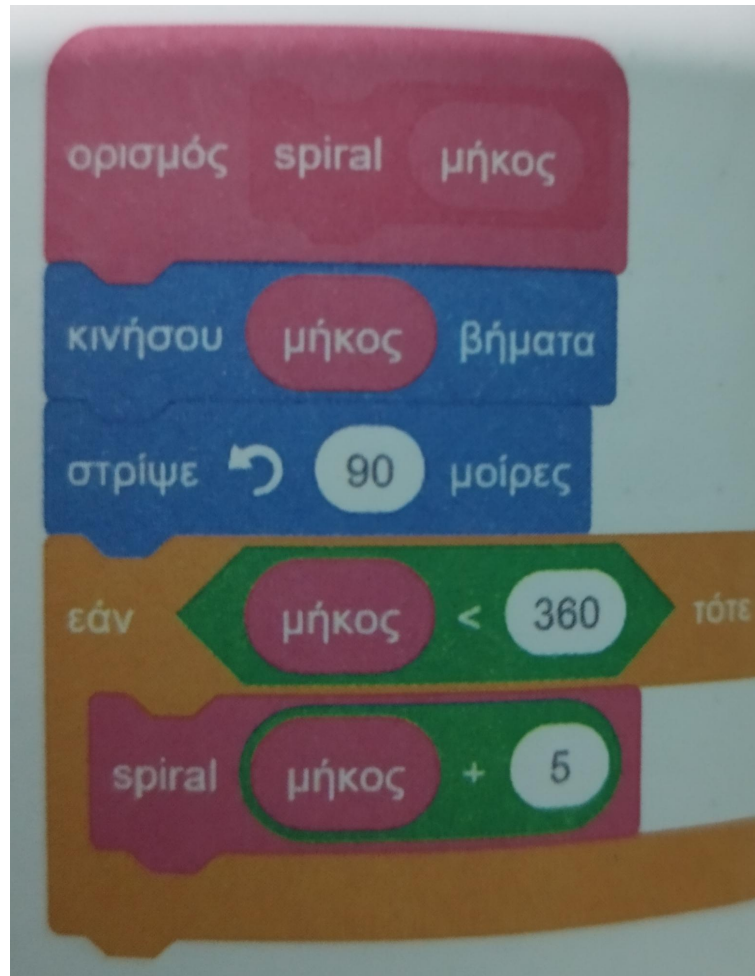 ορισμός spiral μήκος
κινήσου μήκος βήματα
στρίψε 90 μοίρες
εάν μήκος < 360 τότε
spiral μήκος + 5